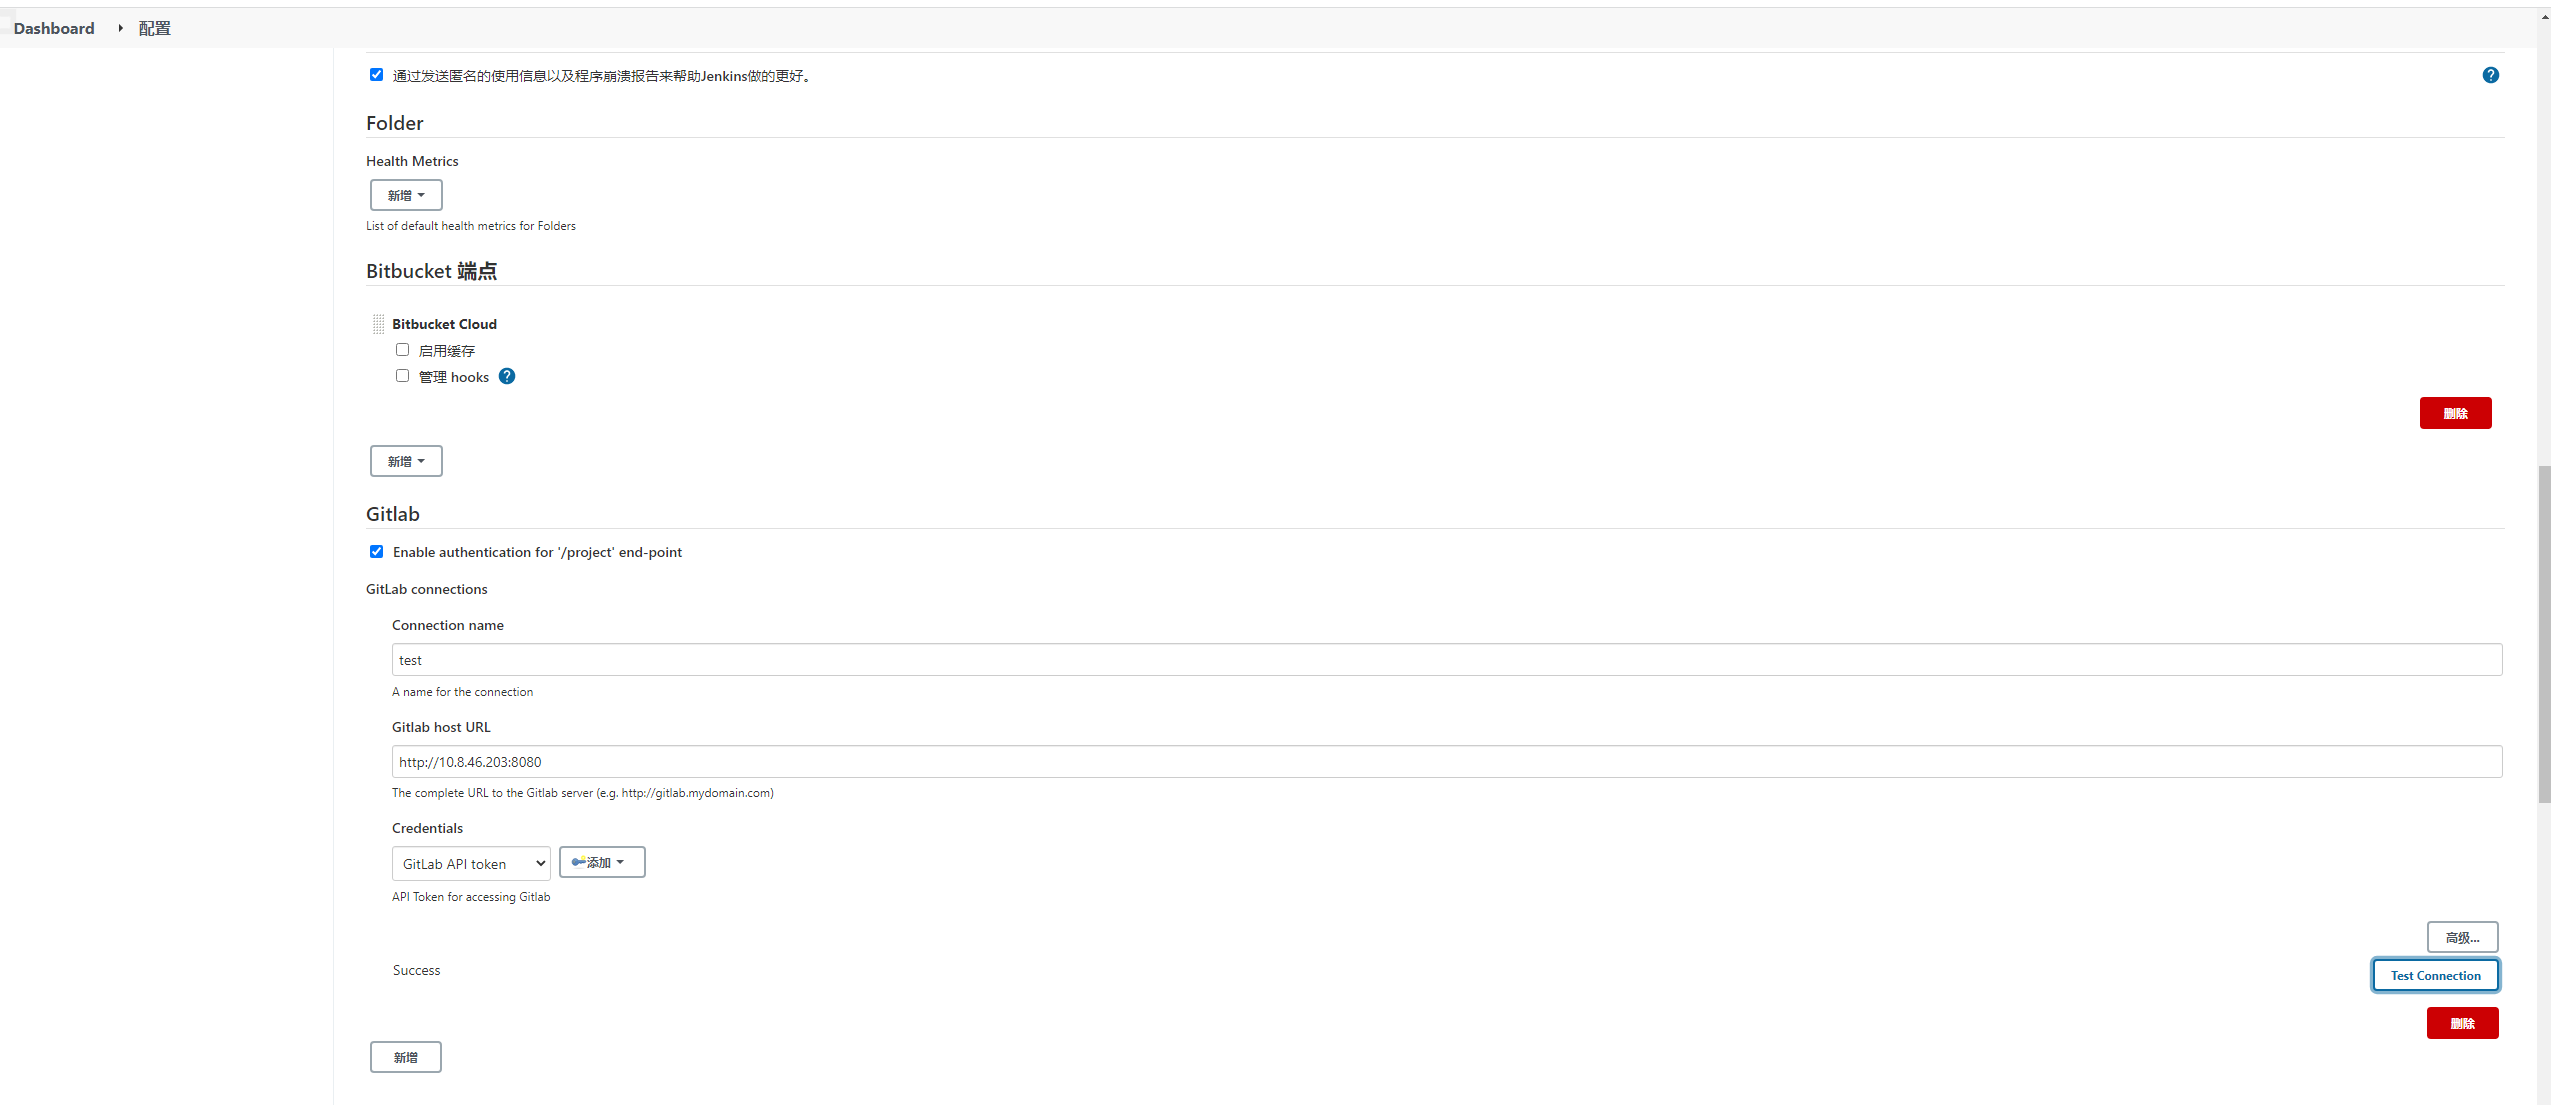 Dashboard 配置
通过发送匿名的使用信息以及程序崩溃报告来帮助Jenkins做的更好。
Folder
Health Metrics
新增
List of default health metrics for Folders
Bitbucket 端点
Bitbucket Cloud
启用缓存
管理 hooks
删除
新增
Gitlab
Enable authentication for '/project' end-point
GitLab connections
Connection name
test
A name for the connection
Gitlab host URL
http://10.8.46.203:8080
The complete URL to the Gitlab server (e.g. http://gitlab.mydomain.com)
Credentials
GitLab API token 添加
API Token for accessing Gitlab
高级...
Success
Test Connection
删除
新增